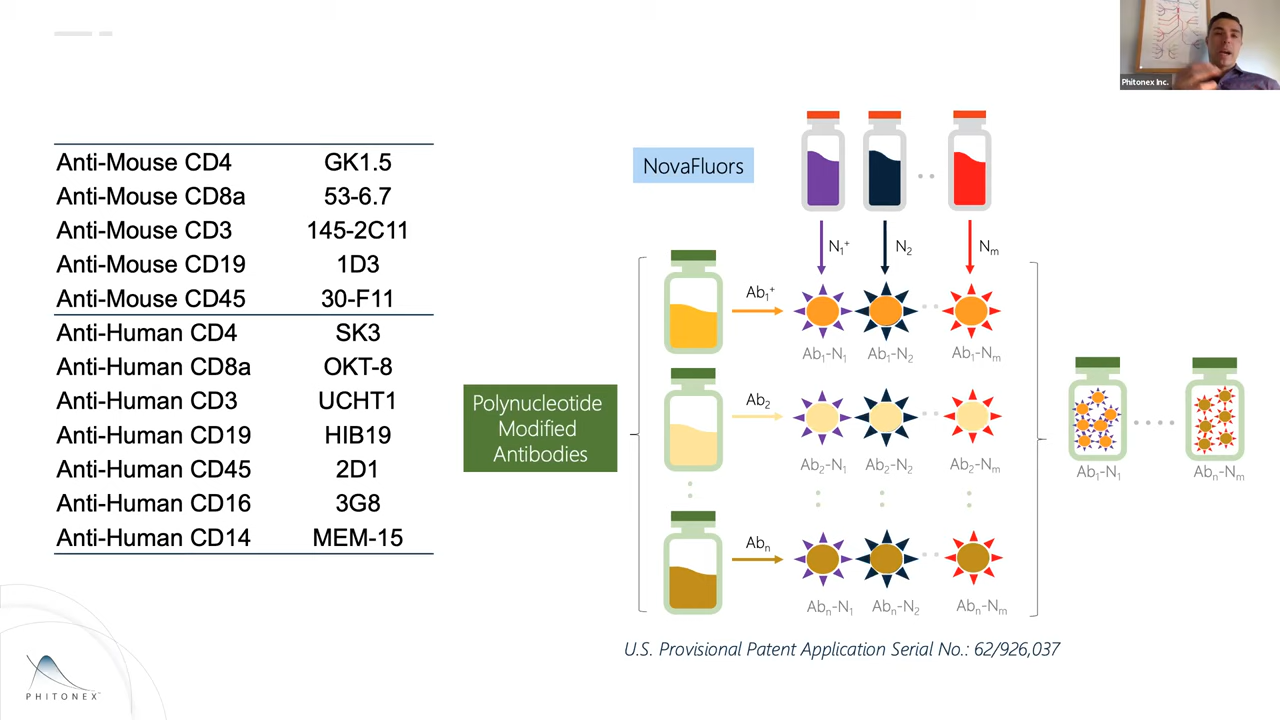 Phitonex Inc.
Anti-Mouse CD4 GK1.5
Anti-Mouse CD8a 53-6.7
Anti-Mouse CD3 145-2C11
Anti-Mouse CD19 1D3
Anti-Mouse CD45 30-F11
Anti-Human CD4 SK3
Anti-Human CD8a OKT-8
Anti-Human CD3 UCHT1
Anti-Human CD19 HIB19
Anti-Human CD45 2D1
Anti-Human CD16 3G8
Anti-Human CD14 MEM-15
NovaFluors
N₁⁺ N₂ Nₘ
Polynucleotide
Modified
Antibodies
Ab₁⁺
Ab₁-N₁ Ab₁-N₂ Ab₁-Nₘ
Ab₂
Ab₂-N₁ Ab₂-N₂ Ab₂-Nₘ
Abₙ
Abₙ-N₁ Abₙ-N₂ Abₙ-Nₘ
Ab₁-N₁ Abₙ-Nₘ
U.S. Provisional Patent Application Serial No.: 62/926,037
PHITONEX